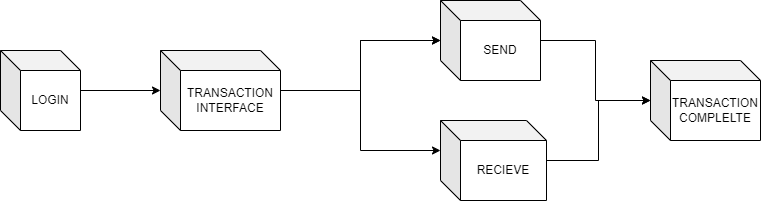 LOGIN
TRANSACTION
INTERFACE
SEND
RECIEVE
TRANSACTION
COMPLELTE